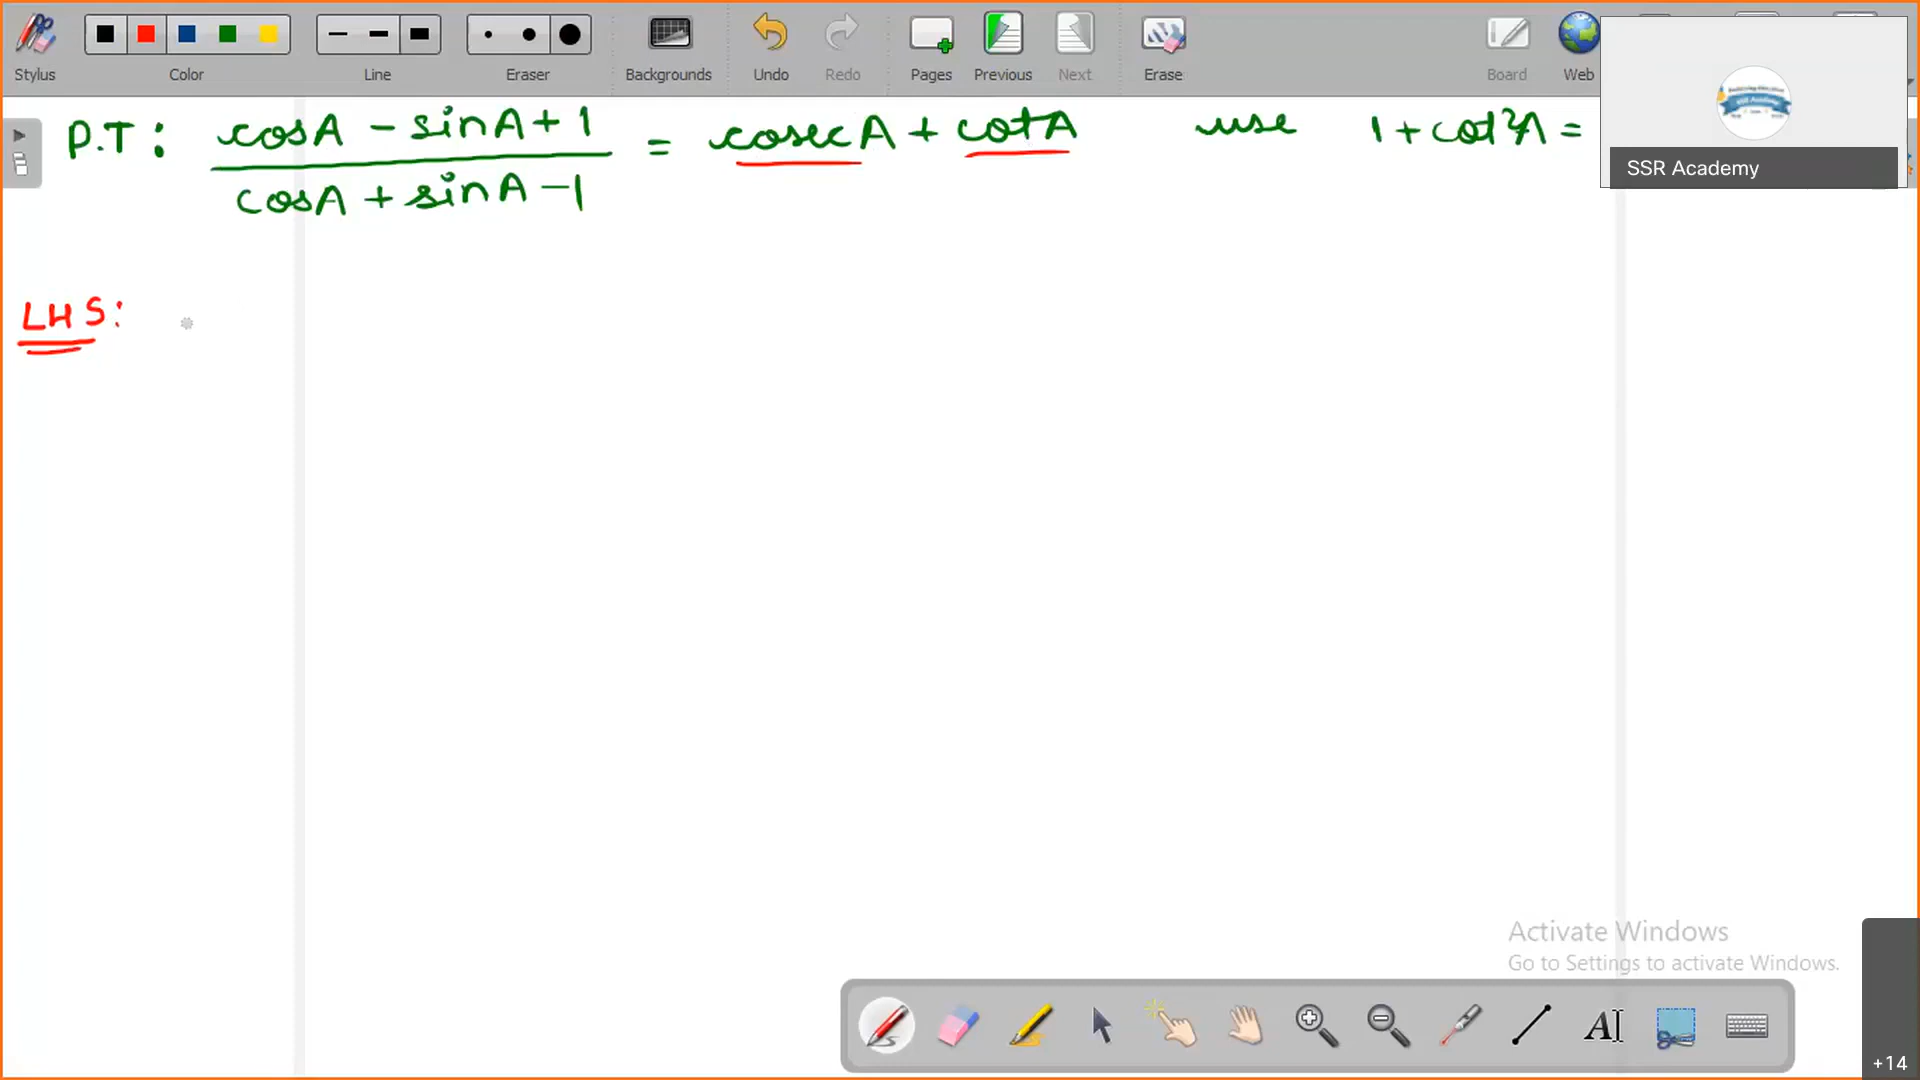 Stylus Color Line Eraser Backgrounds Undo Redo Pages Previous Next Erase Board Web
P.T : cosA - sinA + 1 / cosA + sinA - 1 = cosecA + cotA use 1 + cot²A =
SSR Academy
LHS:
Activate Windows
Go to Settings to activate Windows.
+14